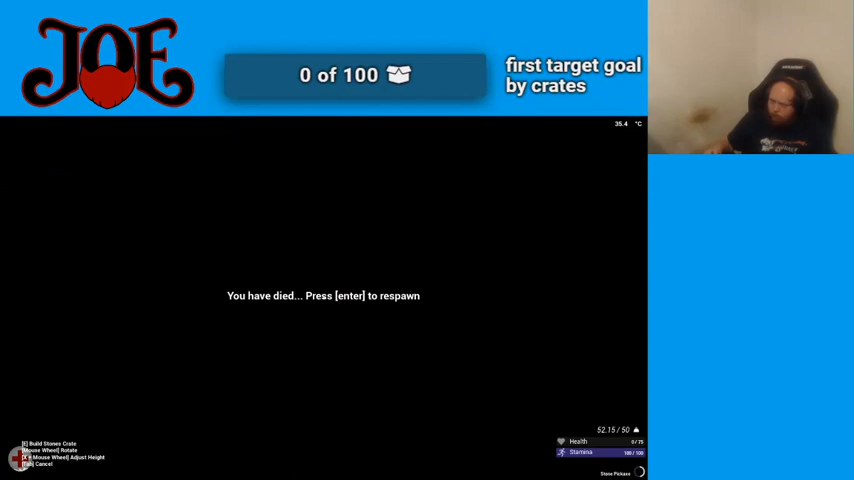 JOE
0 of 100
first target goal
by crates
35.4 °C
You have died... Press [enter] to respawn
52.15 / 50
Health 0 / 75
Stamina 100 / 100
Stone Pickaxe
[E] Build Stones Crate
[Mouse Wheel] Rotate
Mouse Wheel] Adjust Height
[Tab] Cancel